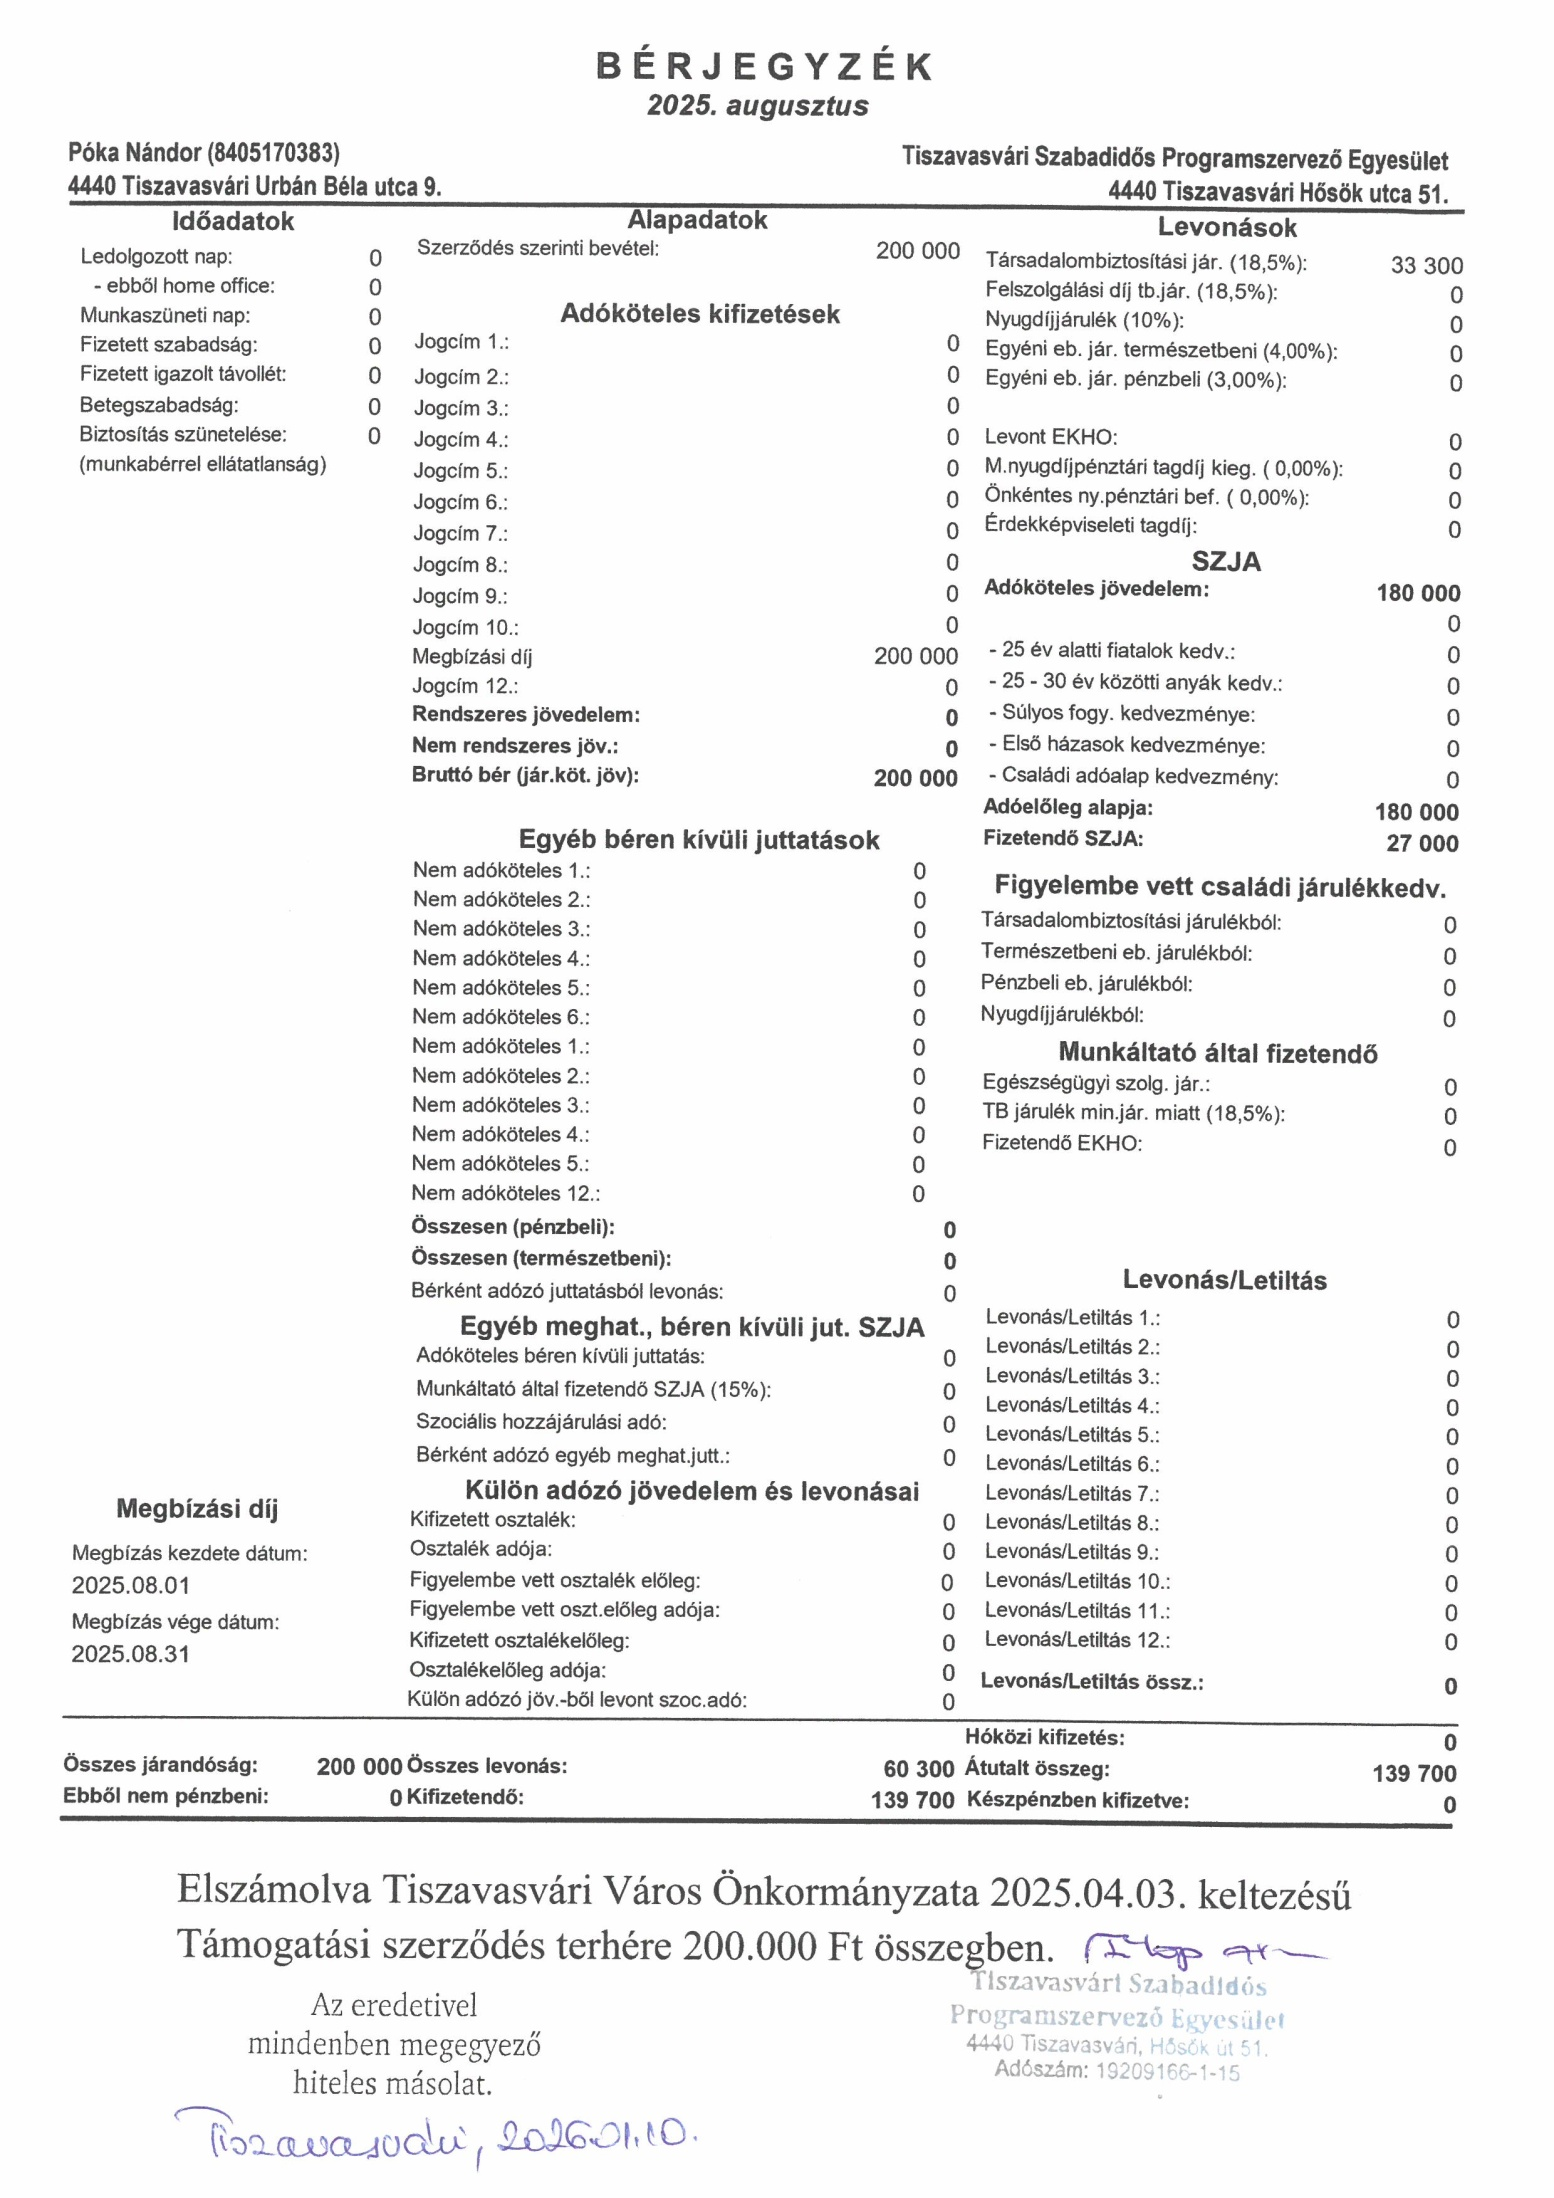 BÉRJEGYZÉK
2025. augusztus
Póka Nándor (8405170383)
4440 Tiszavasvári Urbán Béla utca 9.
Tiszavasvári Szabadidős Programszervező Egyesület
4440 Tiszavasvári Hősök utca 51.
Időadatok
Ledolgozott nap: 0
- ebből home office: 0
Munkaszüneti nap: 0
Fizetett szabadság: 0
Fizetett igazolt távollét: 0
Betegszabadság: 0
Biztosítás szünetelése: 0
(munkabérrel ellátatlanság)
Megbízási díj
Megbízás kezdete dátum:
2025.08.01
Megbízás vége dátum:
2025.08.31
Alapadatok
Szerződés szerinti bevétel: 200 000
Adóköteles kifizetések
Jogcím 1.: 0
Jogcím 2.: 0
Jogcím 3.: 0
Jogcím 4.: 0
Jogcím 5.: 0
Jogcím 6.: 0
Jogcím 7.: 0
Jogcím 8.: 0
Jogcím 9.: 0
Jogcím 10.: 0
Megbízási díj 200 000
Jogcím 12.: 0
Rendszeres jövedelem: 0
Nem rendszeres jöv.: 0
Bruttó bér (jár.köt. jöv): 200 000
Egyéb béren kívüli juttatások
Nem adóköteles 1.: 0
Nem adóköteles 2.: 0
Nem adóköteles 3.: 0
Nem adóköteles 4.: 0
Nem adóköteles 5.: 0
Nem adóköteles 6.: 0
Nem adóköteles 1.: 0
Nem adóköteles 2.: 0
Nem adóköteles 3.: 0
Nem adóköteles 4.: 0
Nem adóköteles 5.: 0
Nem adóköteles 12.: 0
Összesen (pénzbeli): 0
Összesen (természetbeni): 0
Bérként adózó juttatásból levonás: 0
Egyéb meghat., béren kívüli jut. SZJA
Adóköteles béren kívüli juttatás: 0
Munkáltató által fizetendő SZJA (15%): 0
Szociális hozzájárulási adó: 0
Bérként adózó egyéb meghat.jutt.: 0
Külön adózó jövedelem és levonásai
Kifizetett osztalék: 0
Osztalék adója: 0
Figyelembe vett osztalék előleg: 0
Figyelembe vett oszt.előleg adója: 0
Kifizetett osztalékelőleg: 0
Osztalékelőleg adója: 0
Külön adózó jöv.-ből levont szoc.adó: 0
Levonások
Társadalombiztosítási jár. (18,5%): 33 300
Felszolgálási díj tb.jár. (18,5%): 0
Nyugdíjjárulék (10%): 0
Egyéni eb. jár. természetbeni (4,00%): 0
Egyéni eb. jár. pénzbeli (3,00%): 0
Levont EKHO: 0
M.nyugdíjpénztári tagdíj kieg. ( 0,00%): 0
Önkéntes ny.pénztári bef. ( 0,00%): 0
Érdekképviseleti tagdíj: 0
SZJA
Adóköteles jövedelem: 180 000
0
- 25 év alatti fiatalok kedv.: 0
- 25 - 30 év közötti anyák kedv.: 0
- Súlyos fogy. kedvezménye: 0
- Első házasok kedvezménye: 0
- Családi adóalap kedvezmény: 0
Adóelőleg alapja: 180 000
Fizetendő SZJA: 27 000
Figyelembe vett családi járulékkedv.
Társadalombiztosítási járulékból: 0
Természetbeni eb. járulékból: 0
Pénzbeli eb. járulékból: 0
Nyugdíjjárulékból: 0
Munkáltató által fizetendő
Egészségügyi szolg. jár.: 0
TB járulék min.jár. miatt (18,5%): 0
Fizetendő EKHO: 0
Levonás/Letiltás
Levonás/Letiltás 1.: 0
Levonás/Letiltás 2.: 0
Levonás/Letiltás 3.: 0
Levonás/Letiltás 4.: 0
Levonás/Letiltás 5.: 0
Levonás/Letiltás 6.: 0
Levonás/Letiltás 7.: 0
Levonás/Letiltás 8.: 0
Levonás/Letiltás 9.: 0
Levonás/Letiltás 10.: 0
Levonás/Letiltás 11.: 0
Levonás/Letiltás 12.: 0
Levonás/Letiltás össz.: 0
Hóközi kifizetés: 0
Összes járandóság: 200 000 Összes levonás: 60 300 Átutalt összeg: 139 700
Ebből nem pénzbeni: 0 Kifizetendő: 139 700 Készpénzben kifizetve: 0
Elszámolva Tiszavasvári Város Önkormányzata 2025.04.03. keltezésű
Támogatási szerződés terhére 200.000 Ft összegben.
Tiszavasvári Szabadidős
Programszervező Egyesület
4440 Tiszavasvári, Hősök út 51.
Adószám: 19209166-1-15
Az eredetivel
mindenben megegyező
hiteles másolat.
Tiszavasvári, 2026.01.10.